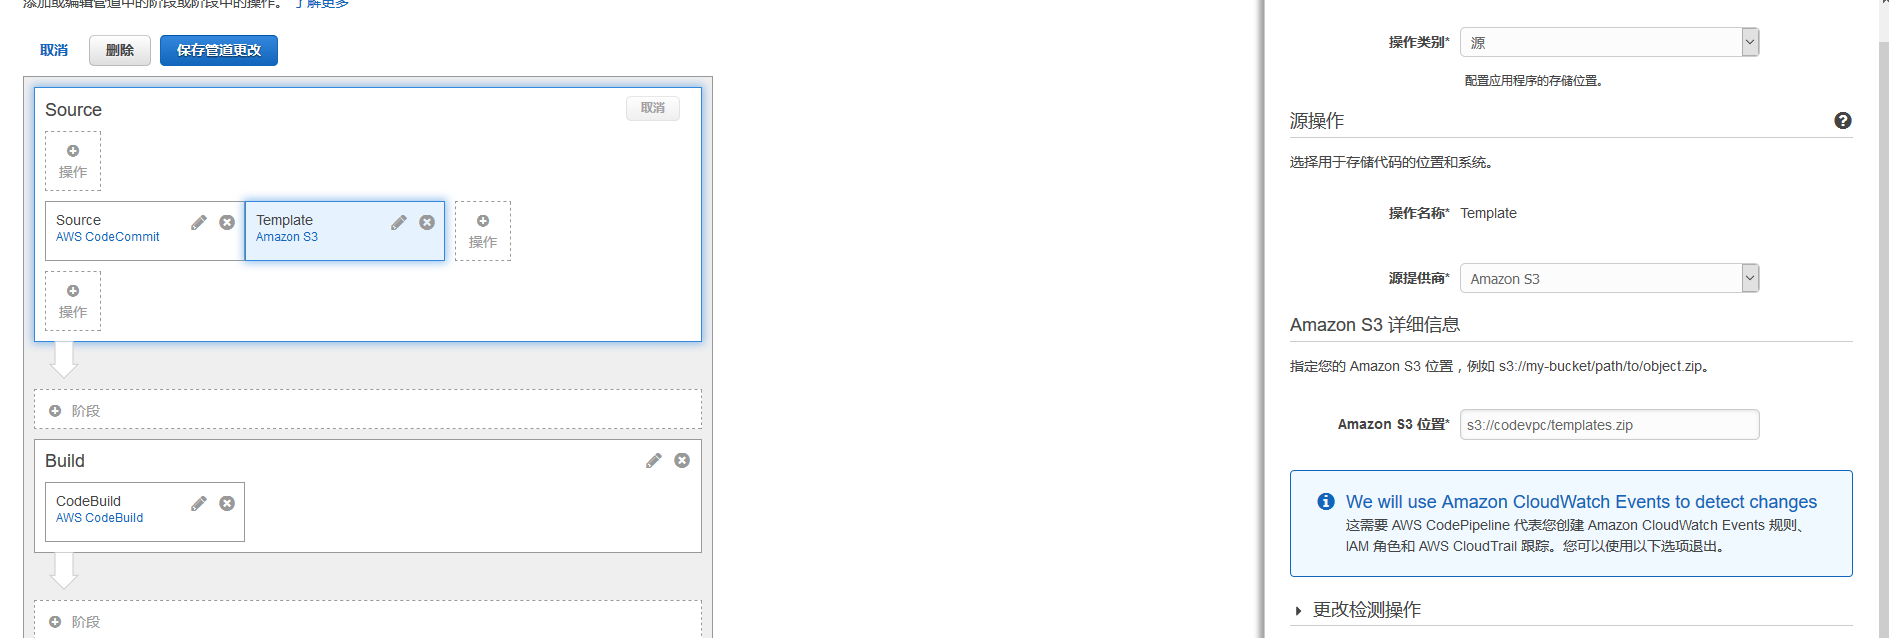 添加或编辑管道中的阶段或阶段中的操作。 了解更多
取消 删除 保存管道更改
Source 取消
操作
Source
AWS CodeCommit
Template
Amazon S3
操作
操作
阶段
Build
CodeBuild
AWS CodeBuild
阶段
操作类别* 源
配置应用程序的存储位置。
源操作
选择用于存储代码的位置和系统。
操作名称* Template
源提供商* Amazon S3
Amazon S3 详细信息
指定您的 Amazon S3 位置，例如 s3://my-bucket/path/to/object.zip。
Amazon S3 位置* s3://codevpc/templates.zip
We will use Amazon CloudWatch Events to detect changes
这需要 AWS CodePipeline 代表您创建 Amazon CloudWatch Events 规则、
IAM 角色和 AWS CloudTrail 跟踪。您可以使用以下选项退出。
更改检测操作